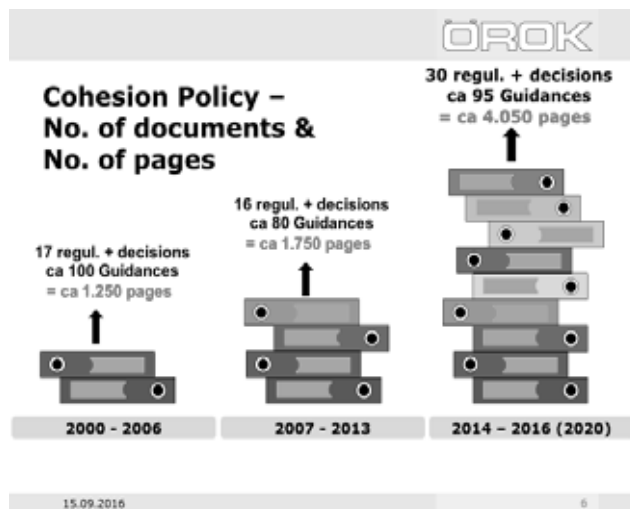 ÖROK
Cohesion Policy –
No. of documents &
No. of pages
30 regul. + decisions
ca 95 Guidances
= ca 4.050 pages
16 regul. + decisions
ca 80 Guidances
= ca 1.750 pages
17 regul. + decisions
ca 100 Guidances
= ca 1.250 pages
2000 - 2006
2007 - 2013
2014 – 2016 (2020)
15.09.2016
6